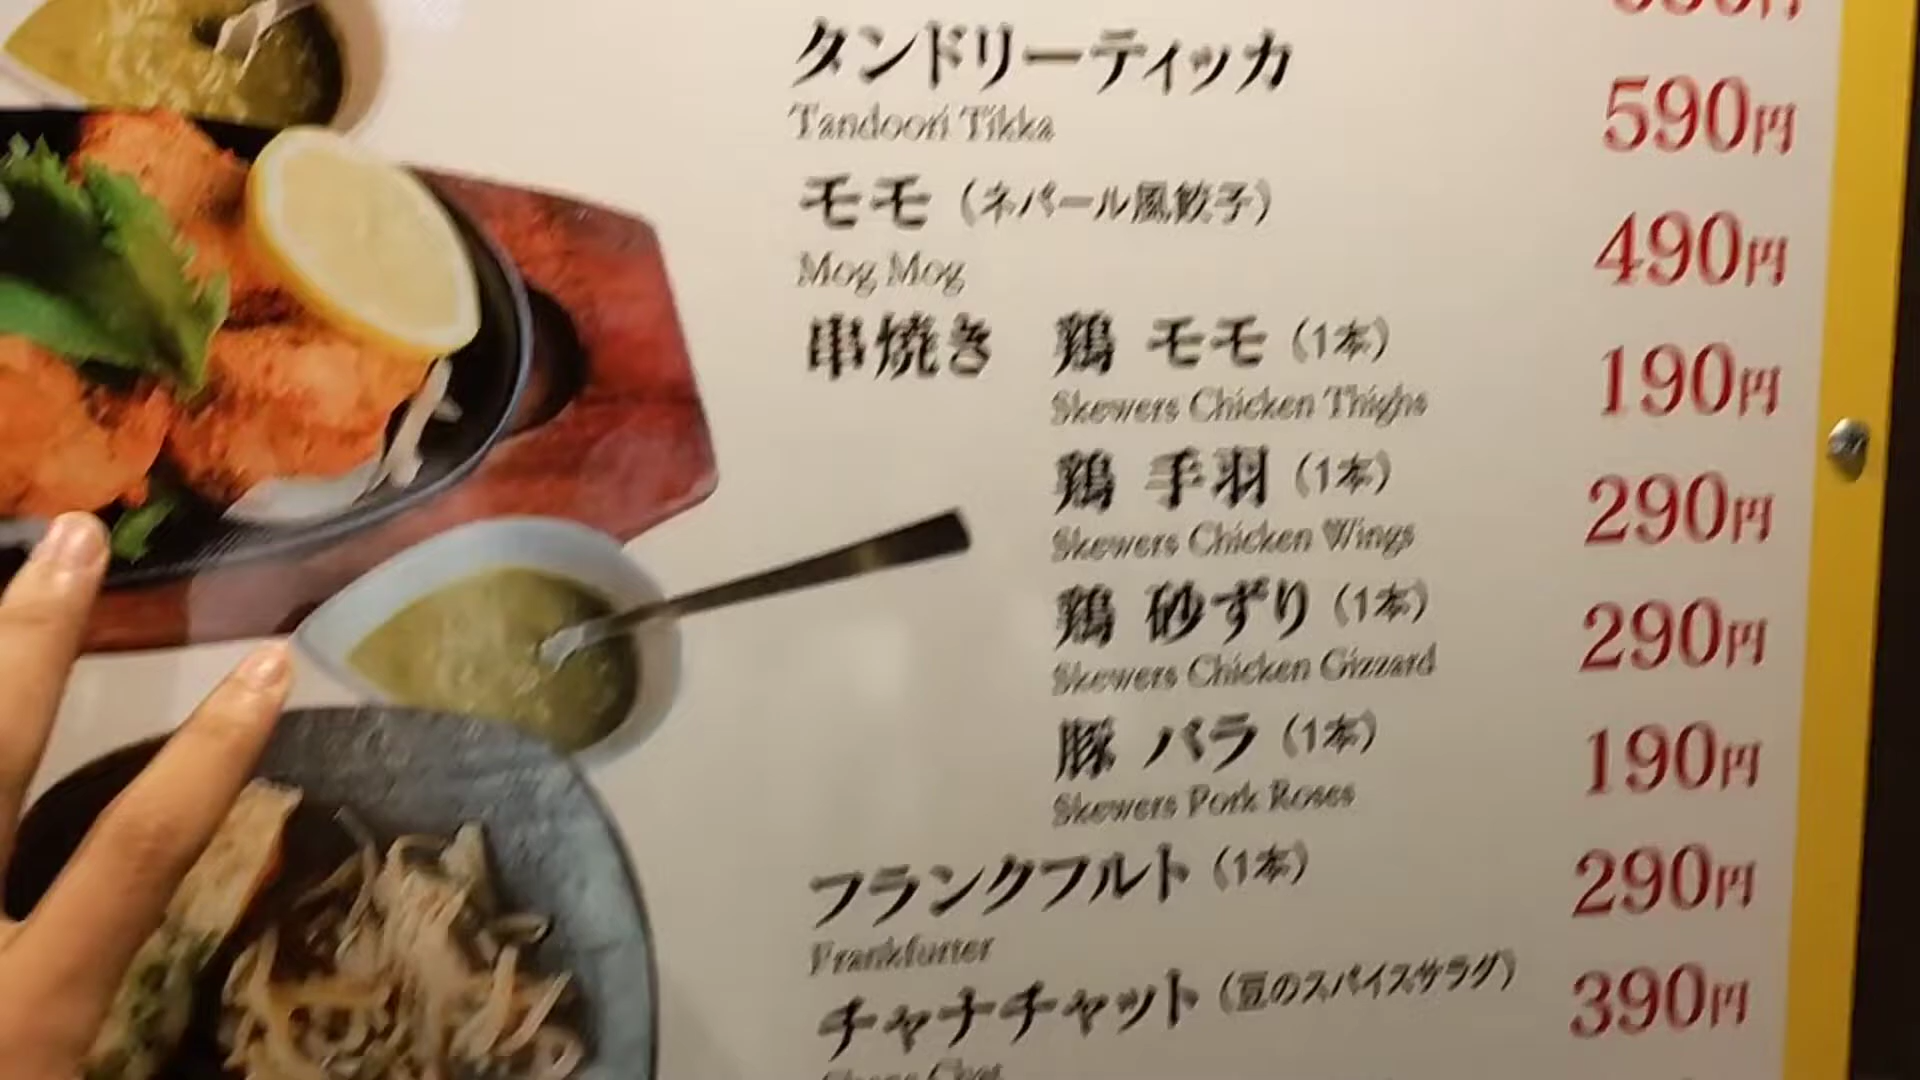 タンドリーティッカ
Tandoori Tikka
590円
モモ（ネパール風餃子）
Mog Mog
490円
串焼き 鶏 モモ（1本）
Skewers Chicken Thighs
190円
鶏 手羽（1本）
Skewers Chicken Wings
290円
鶏 砂ずり（1本）
Skewers Chicken Gizzard
290円
豚 バラ（1本）
Skewers Pork Roses
190円
フランクフルト（1本）
Frankfurter
290円
チャナチャット（豆のスパイスサラダ）
390円